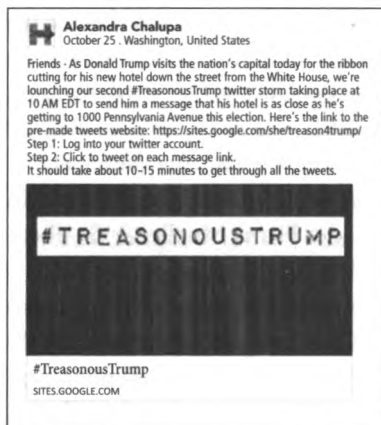 Alexandra Chalupa
October 25 . Washington, United States
Friends - As Donald Trump visits the nation's capital today for the ribbon
cutting for his new hotel down the street from the White House, we're
lounching our second #TreasonousTrump twitter storm taking place at
10 AM EDT to send him a message that his hotel is as close as he's
getting to 1000 Pennsylvania Avenue this election. Here's the link to the
pre-made tweets website: https://sites.google.com/she/treason4trump/
Step 1: Log into your twitter account.
Step 2: Click to tweet on each message link.
It should take about 10-15 minutes to get through all the tweets.
#TREASONOUSTRUMP
#TreasonousTrump
SITES.GOOGLE.COM